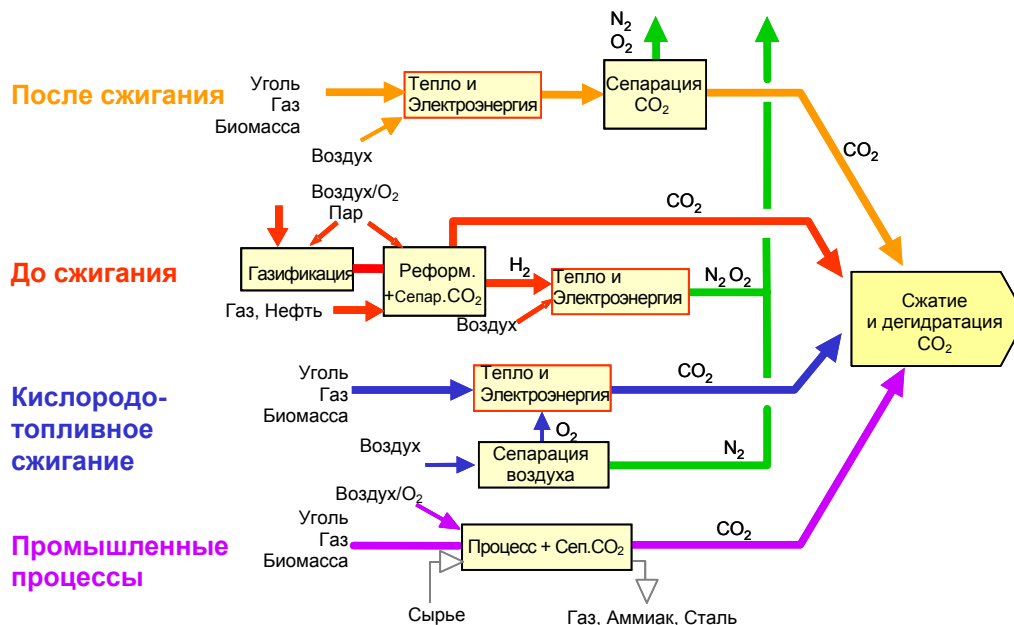 N2
O2
После сжигания
Уголь
Газ
Биомасса
Воздух
Тепло и
Электроэнергия
Сепарация
CO2
CO2
До сжигания
Воздух/O2
Пар
Газификация
Газ, Нефть
Реформ.
+Сепар.CO2
CO2
H2
Воздух
Тепло и
Электроэнергия
N2 O2
Сжатие
и дегидратация
CO2
Кислородо-
топливное
сжигание
Уголь
Газ
Биомасса
Тепло и
Электроэнергия
CO2
O2
Воздух
Сепарация
воздуха
N2
Промышленные
процессы
Воздух/O2
Уголь
Газ
Биомасса
Процесс + Сеп.CO2
CO2
Сырье
Газ, Аммиак, Сталь